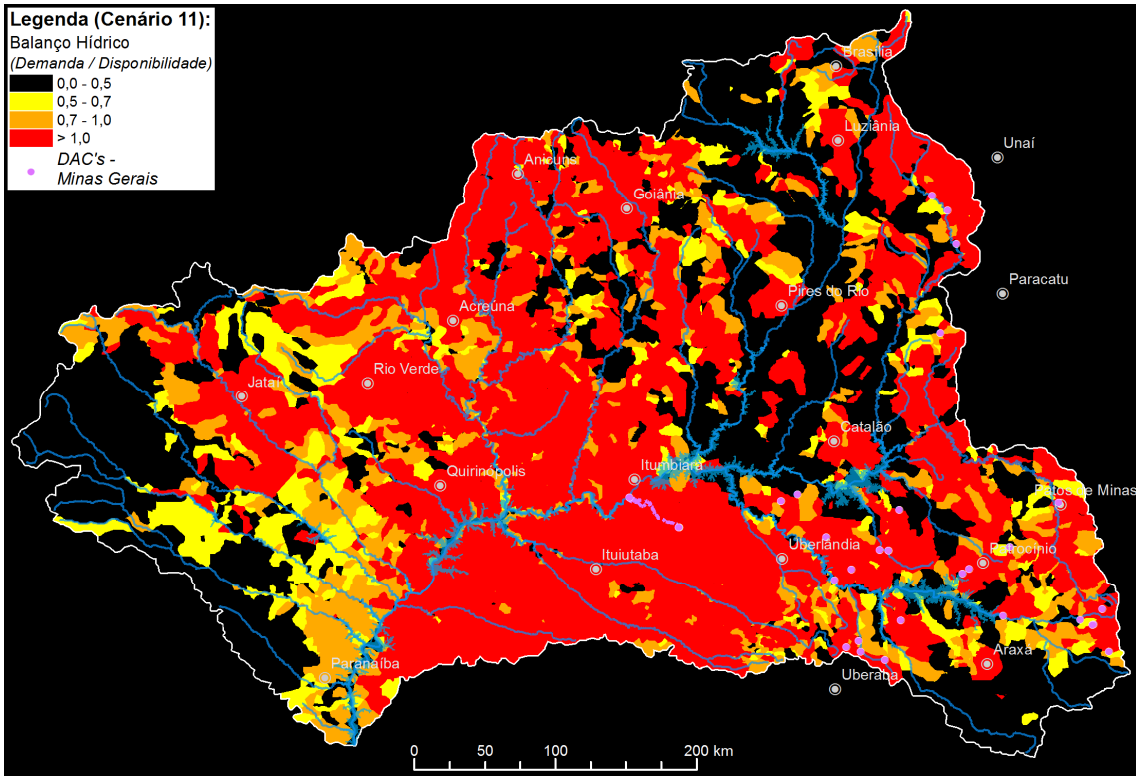 Legenda (Cenário 11):
Balanço Hídrico
(Demanda / Disponibilidade)
0,0 - 0,5
0,5 - 0,7
0,7 - 1,0
> 1,0
DAC's -
Minas Gerais
Brasília
Luziânia
Unaí
Anicuns
Goiânia
Paracatu
Pires do Rio
Acreúna
Rio Verde
Jataí
Catalão
Itumbiara
Quirinópolis
Patos de Minas
Uberlândia
Patrocínio
Ituiutaba
Araxá
Paranaíba
Uberaba
0 50 100 200 km